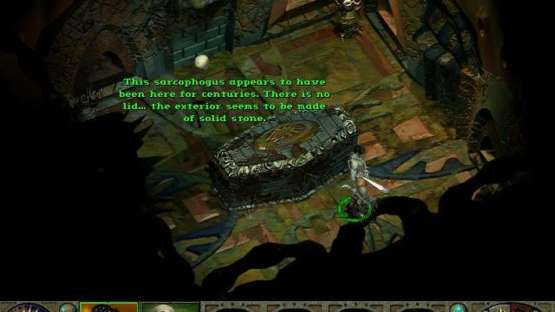 This sarcophogus appears to have
been here for centuries. There is no
lid... the exterior seems to be made
of solid stone.